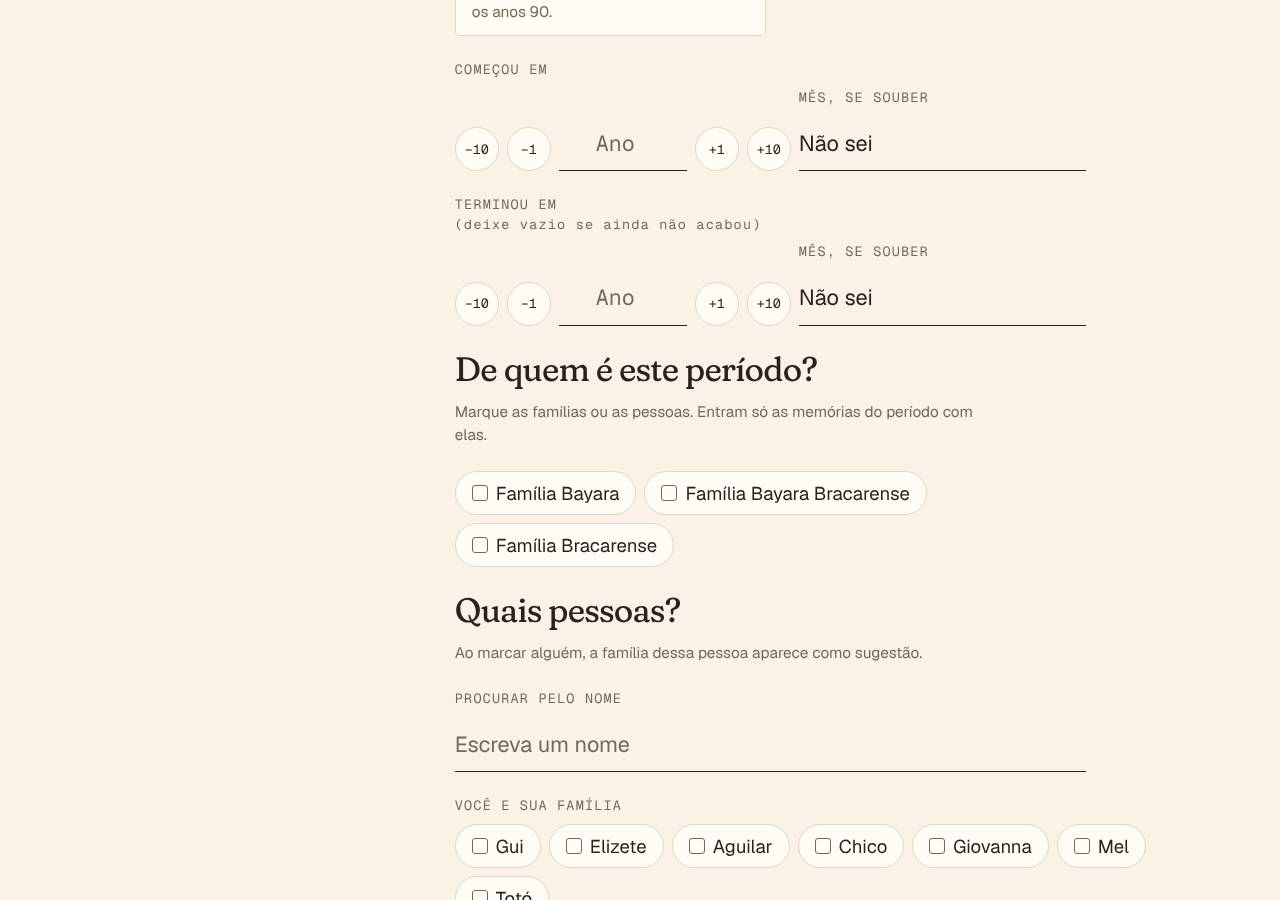 os anos 90.
COMEÇOU EM
MÊS, SE SOUBER
−10 −1 Ano +1 +10 Não sei
TERMINOU EM
(deixe vazio se ainda não acabou)
MÊS, SE SOUBER
−10 −1 Ano +1 +10 Não sei
De quem é este período?
Marque as famílias ou as pessoas. Entram só as memórias do período com
elas.
Família Bayara Família Bayara Bracarense
Família Bracarense
Quais pessoas?
Ao marcar alguém, a família dessa pessoa aparece como sugestão.
PROCURAR PELO NOME
Escreva um nome
VOCÊ E SUA FAMÍLIA
Gui Elizete Aguilar Chico Giovanna Mel
Totó